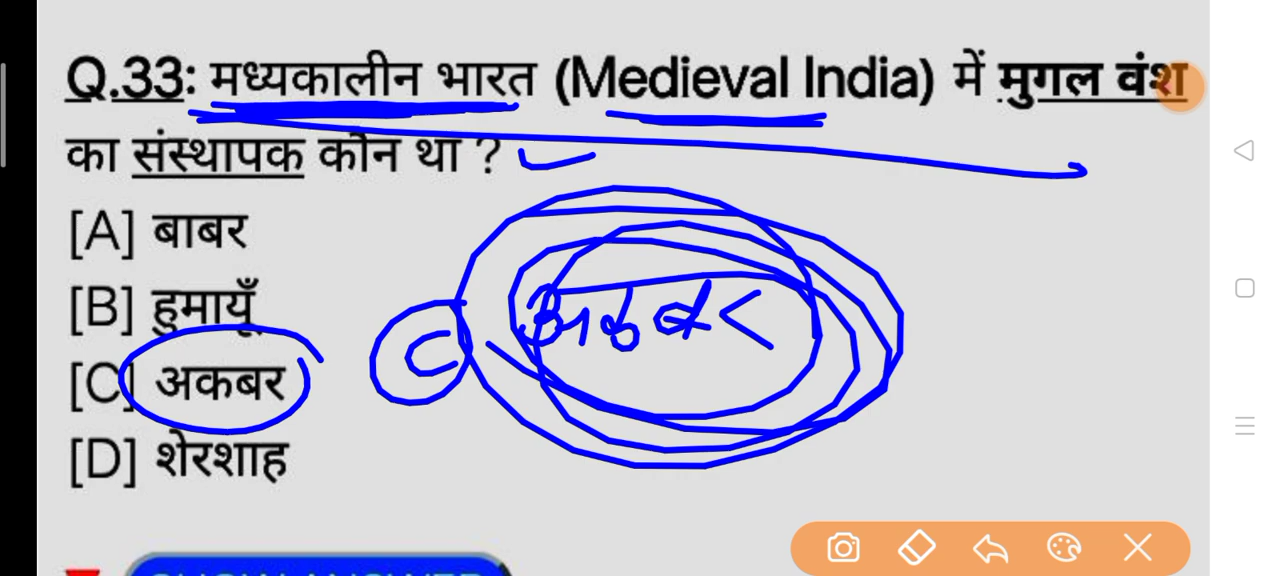 Q.33: मध्यकालीन भारत (Medieval India) में मुगल वंश
का संस्थापक कौन था ?
[A] बाबर
[B] हुमायूँ
[C] अकबर
[D] शेरशाह
C अकबर